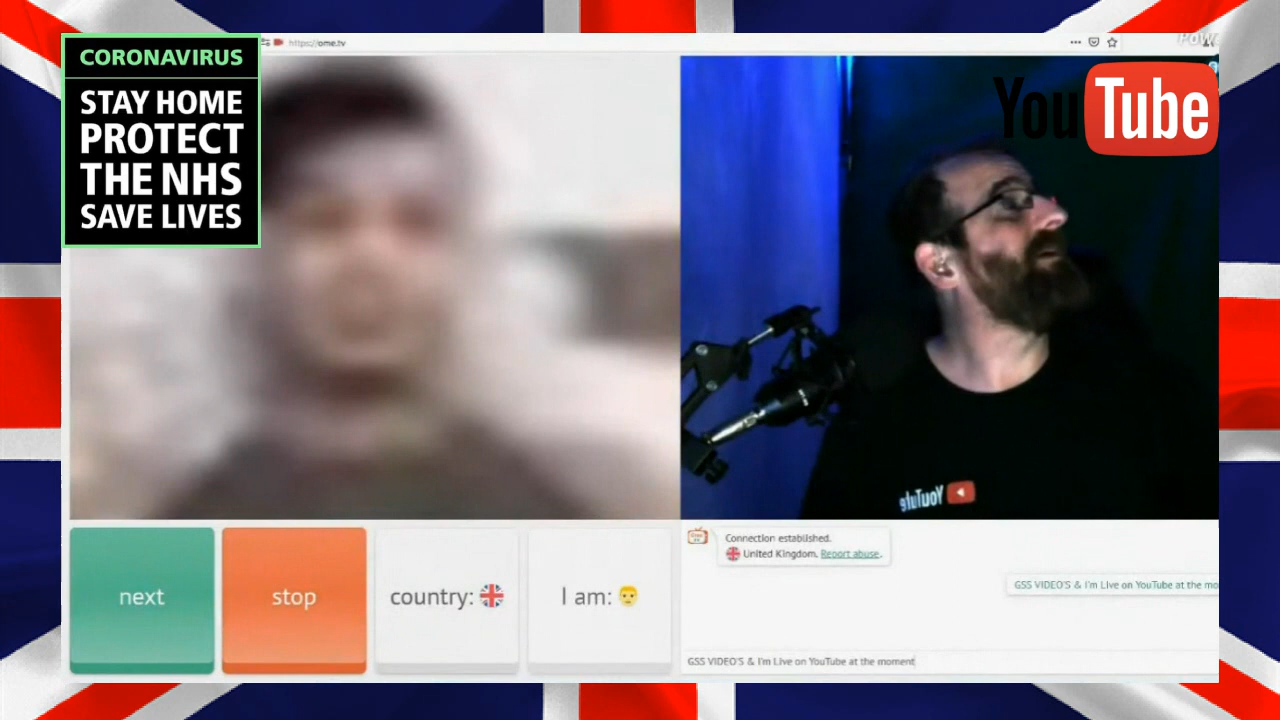 CORONAVIRUS
STAY HOME
PROTECT
THE NHS
SAVE LIVES
https://ome.tv
YouTube
YouTube
Connection established.
United Kingdom. Report abuse.
GSS VIDEO'S & I'm Live on YouTube at the mo
next
stop
country:
I am:
GSS VIDEO'S & I'm Live on YouTube at the moment